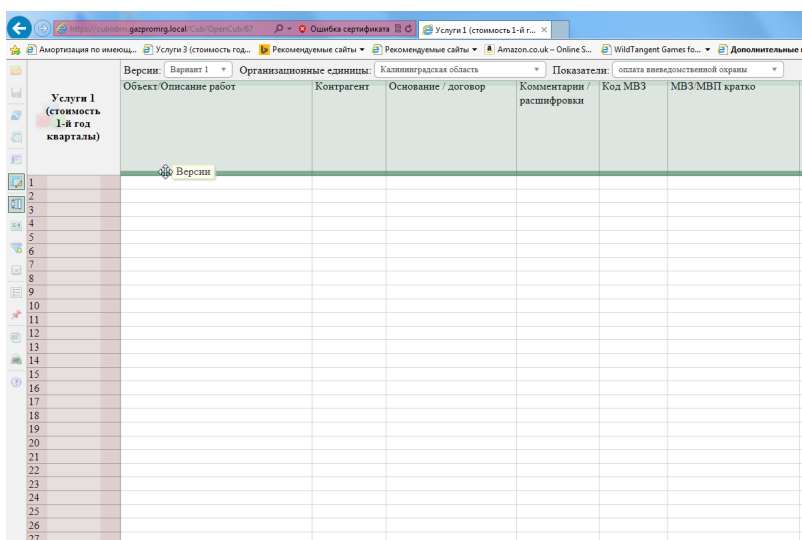 https://cubixbm.gazpromrg.local/Cub/OpenCub/67 Ошибка сертификата Услуги 1 (стоимость 1-й г...
Амортизация по имеющ... Услуги 3 (стоимость год... Рекомендуемые сайты Рекомендуемые сайты Amazon.co.uk – Online S... WildTangent Games fo... Дополнительные
Версии: Вариант 1 Организационные единицы: Калининградская область Показатели: оплата вневедомственной охраны
Услуги 1
(стоимость
1-й год
кварталы)
Объект/Описание работ Контрагент Основание / договор Комментарии / Код МВЗ МВЗ/МВП кратко
расшифровки
Версии
1
2
3
4
5
6
7
8
9
10
11
12
13
14
15
16
17
18
19
20
21
22
23
24
25
26
27